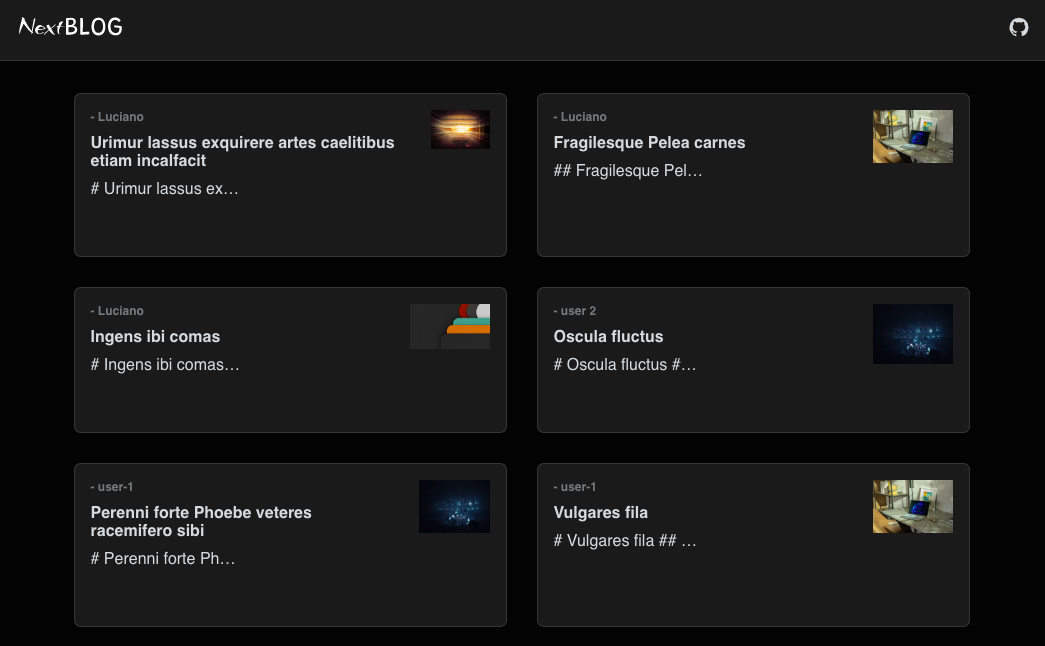 NextBLOG
- Luciano
Urimur lassus exquirere artes caelitibus
etiam incalfacit
# Urimur lassus ex…
- Luciano
Fragilesque Pelea carnes
## Fragilesque Pel…
- Luciano
Ingens ibi comas
# Ingens ibi comas…
- user 2
Oscula fluctus
# Oscula fluctus #…
- user-1
Perenni forte Phoebe veteres
racemifero sibi
# Perenni forte Ph…
- user-1
Vulgares fila
# Vulgares fila ## …